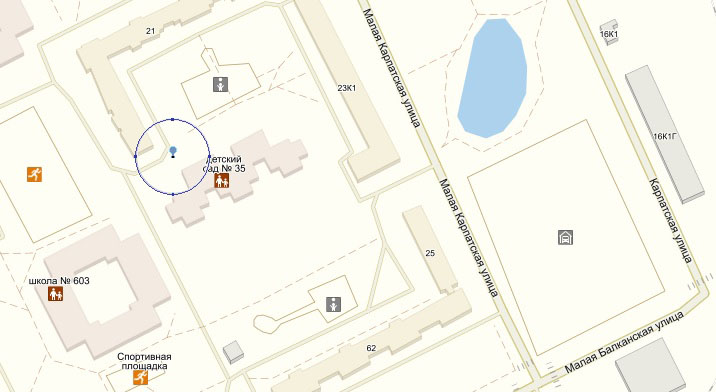 21
16К1
Малая Карпатская улица
23К1
16К1Г
Детский
сад № 35
Малая Карпатская улица
Карпатская улица
25
школа № 603
Малая Балканская улица
62
Спортивная
площадка